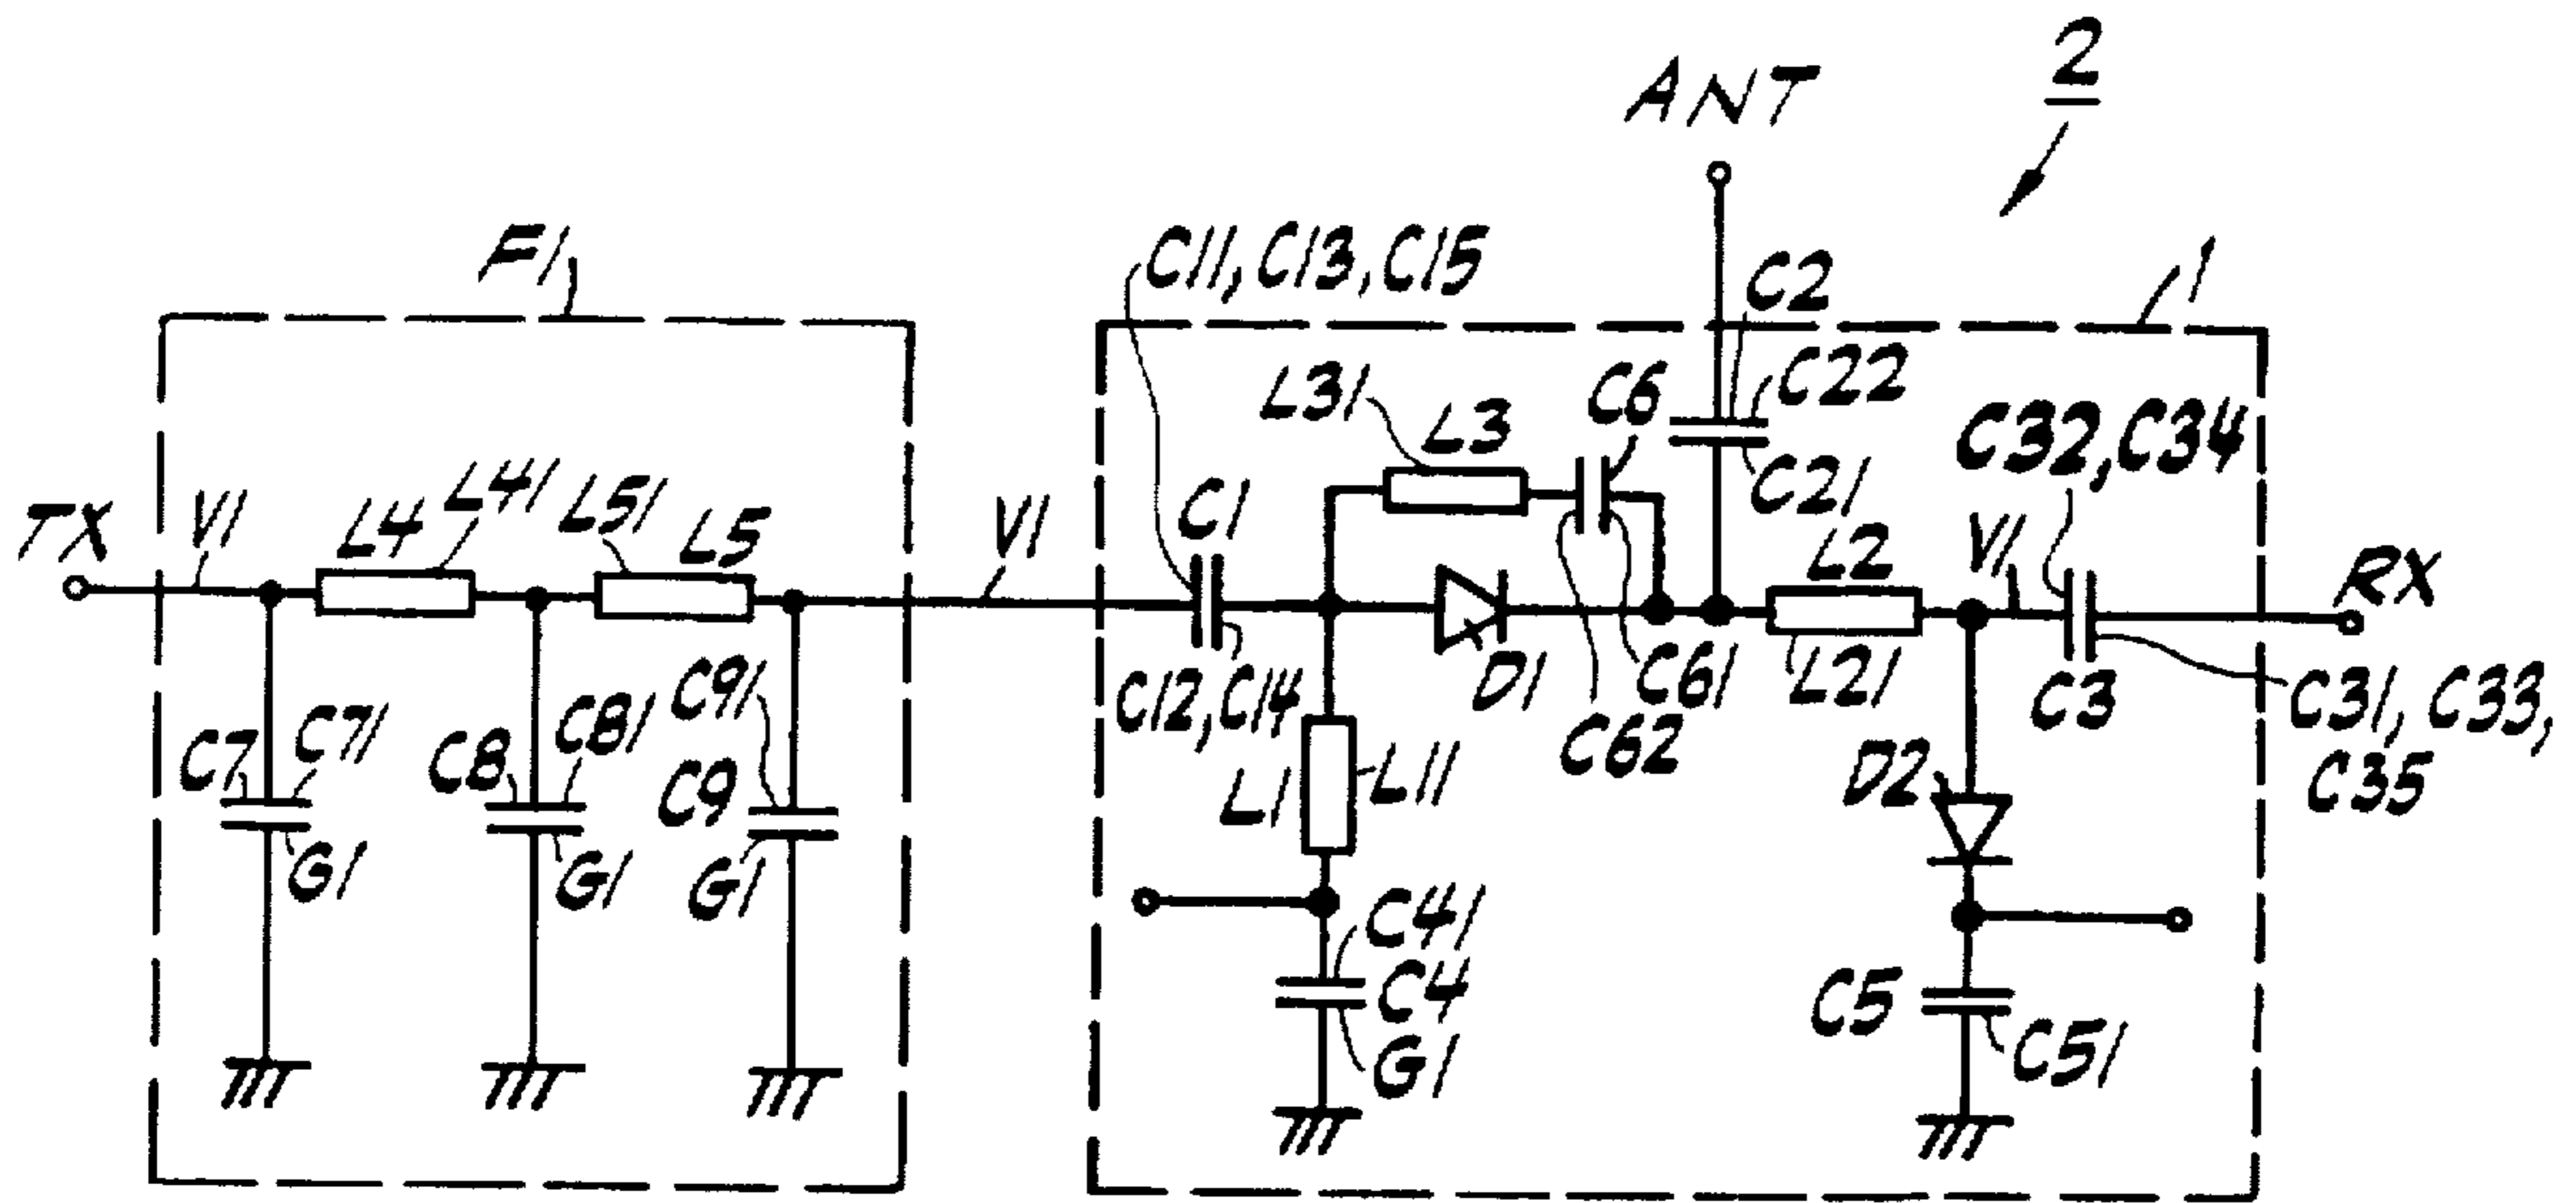 2
ANT
F1
C11, C13, C15
C2
1
L31
L3
C6
C22
C32, C34
C21
TX
V1
L4
L41
L51
L5
V1
C1
L2
V1
RX
C12, C14
D1
C61
C62
L21
C3
C31, C33,
C35
C7
C71
C8
C81
C91
C9
L1
L11
D2
G1
G1
G1
C41
C4
G1
C5
C51